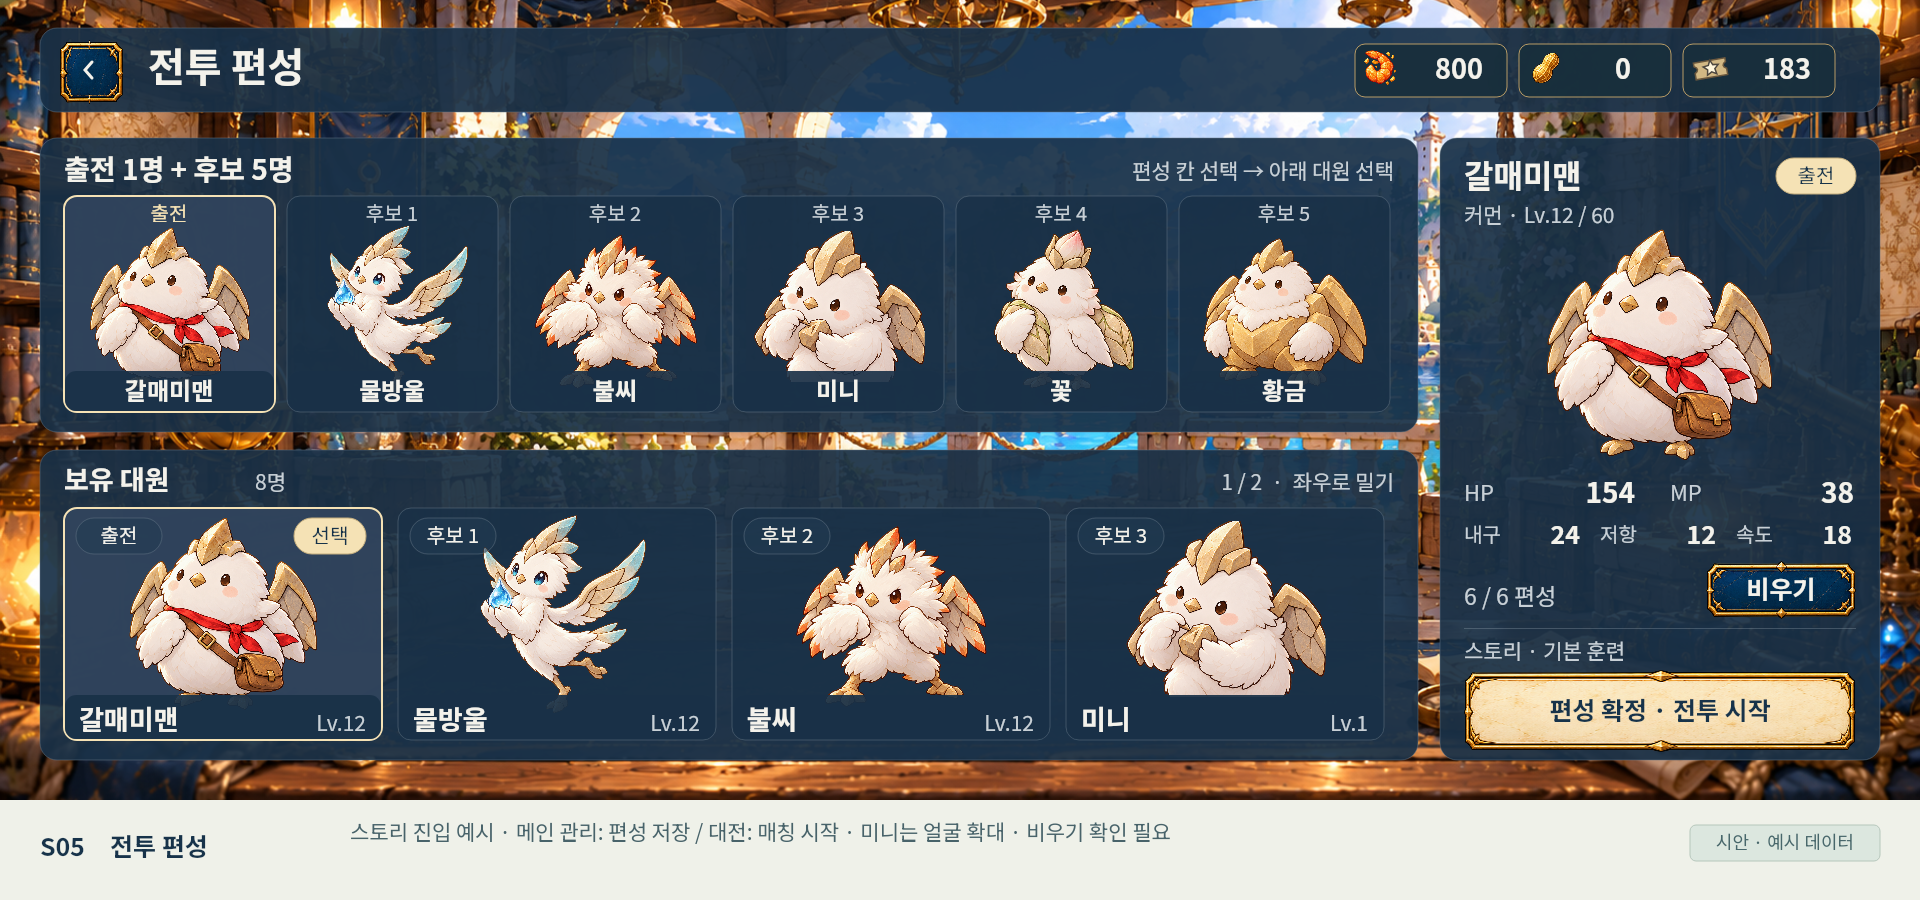 전투 편성
800
0
183
출전 1명 + 후보 5명
편성 칸 선택 → 아래 대원 선택
출전
후보 1
후보 2
후보 3
후보 4
후보 5
갈매미맨
물방울
불씨
미니
꽃
황금
보유 대원
8명
1 / 2 · 좌우로 밀기
출전
선택
후보 1
후보 2
후보 3
갈매미맨
Lv.12
물방울
Lv.12
불씨
Lv.12
미니
Lv.1
갈매미맨
출전
커먼 · Lv.12 / 60
HP 154 MP 38
내구 24 저항 12 속도 18
6 / 6 편성
비우기
스토리 · 기본 훈련
편성 확정 · 전투 시작
S05 전투 편성
스토리 진입 예시 · 메인 관리: 편성 저장 / 대전: 매칭 시작 · 미니는 얼굴 확대 · 비우기 확인 필요
시안 · 예시 데이터